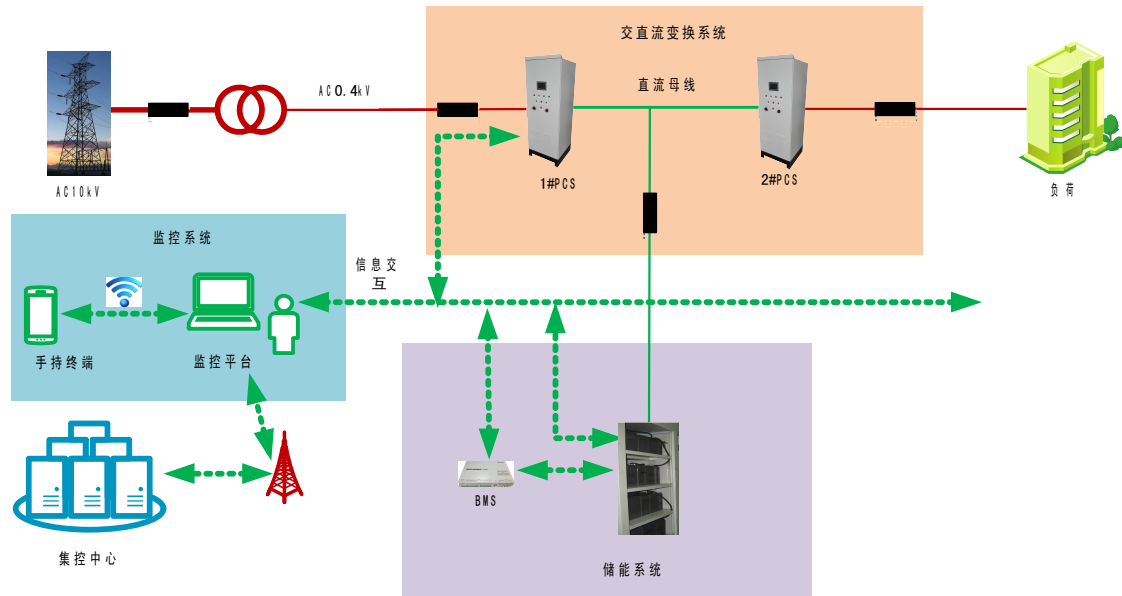 交直流变换系统
直流母线
AC0.4kV
AC10kV
1#PCS
2#PCS
负荷
监控系统
信息交
互
手持终端
监控平台
BMS
集控中心
储能系统